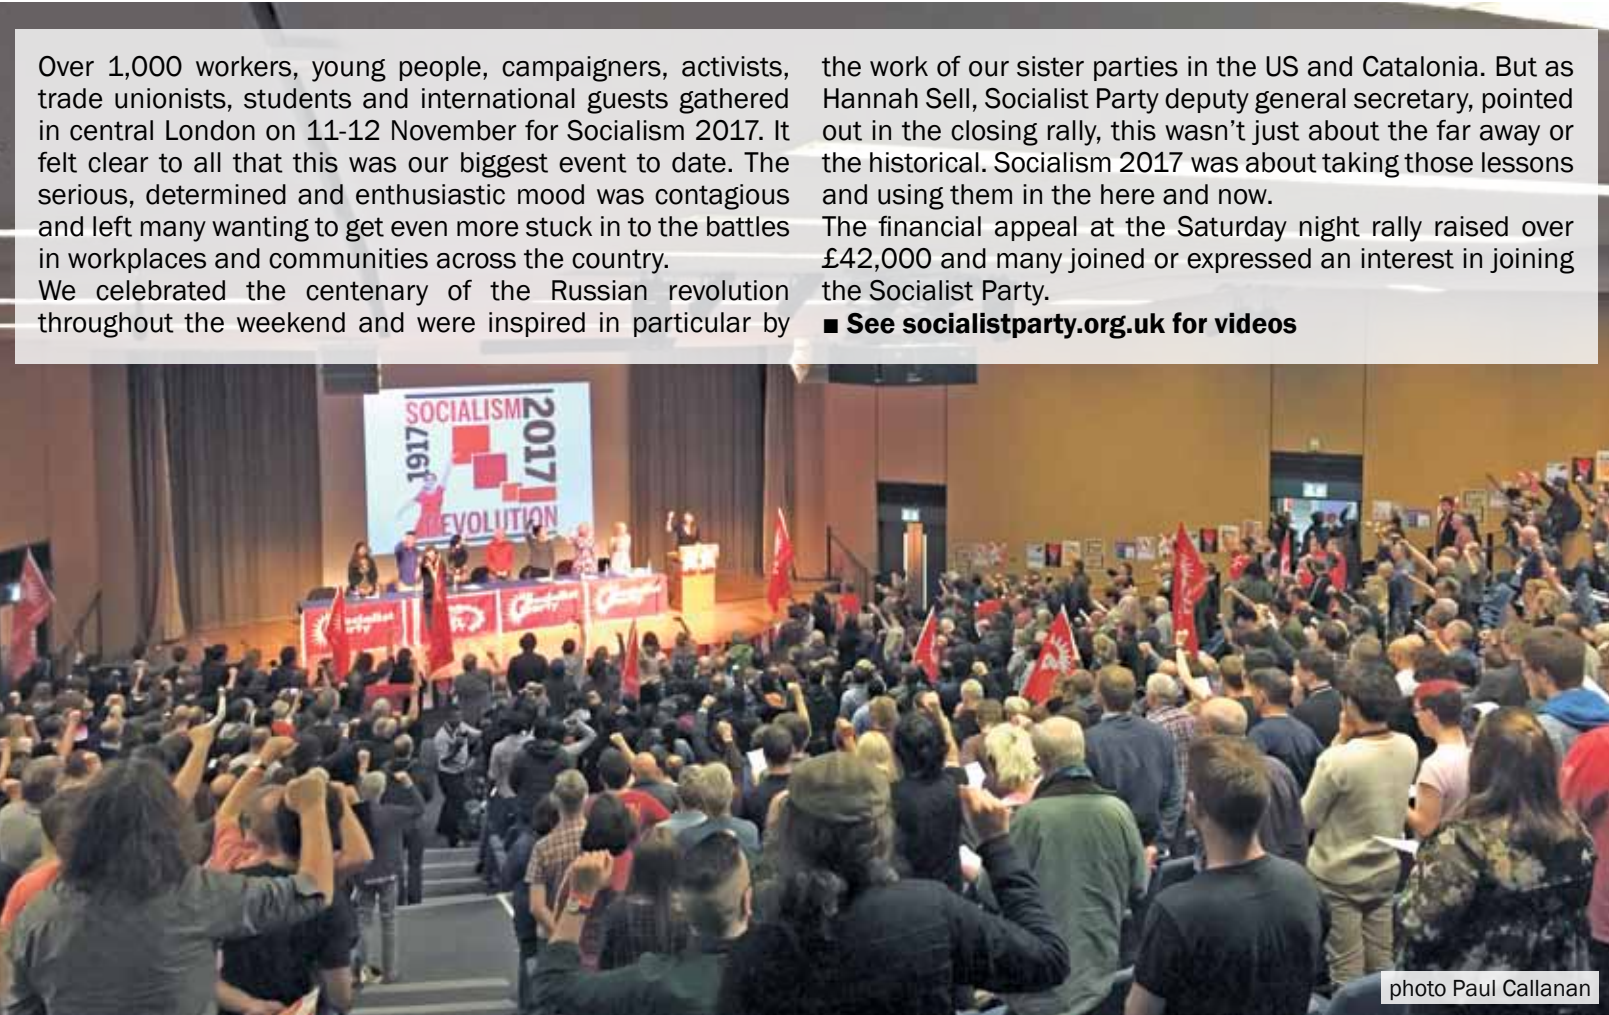 Over 1,000 workers, young people, campaigners, activists,
trade unionists, students and international guests gathered
in central London on 11-12 November for Socialism 2017. It
felt clear to all that this was our biggest event to date. The
serious, determined and enthusiastic mood was contagious
and left many wanting to get even more stuck in to the battles
in workplaces and communities across the country.
We celebrated the centenary of the Russian revolution
throughout the weekend and were inspired in particular by
the work of our sister parties in the US and Catalonia. But as
Hannah Sell, Socialist Party deputy general secretary, pointed
out in the closing rally, this wasn't just about the far away or
the historical. Socialism 2017 was about taking those lessons
and using them in the here and now.
The financial appeal at the Saturday night rally raised over
£42,000 and many joined or expressed an interest in joining
the Socialist Party.
■ See socialistparty.org.uk for videos
SOCIALISM
2017
1917
REVOLUTION
Socialist
Party
photo Paul Callanan